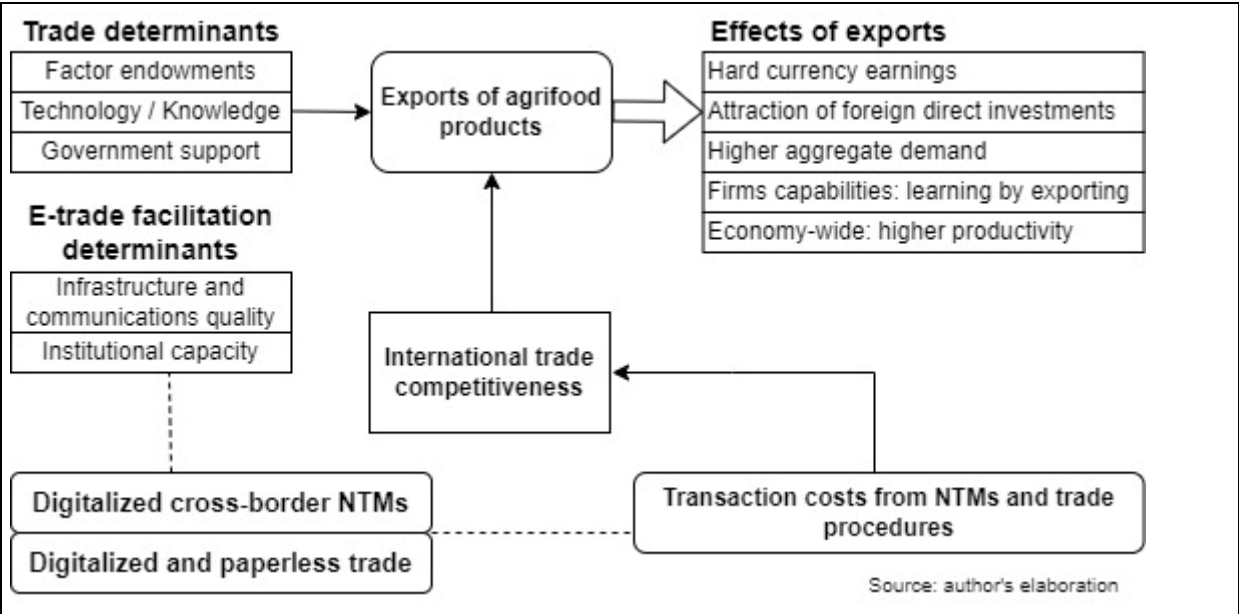 Trade determinants
Factor endowments
Technology / Knowledge
Government support
Exports of agrifood
products
Effects of exports
Hard currency earnings
Attraction of foreign direct investments
Higher aggregate demand
Firms capabilities: learning by exporting
Economy-wide: higher productivity
E-trade facilitation
determinants
Infrastructure and
communications quality
Institutional capacity
International trade
competitiveness
Digitalized cross-border NTMs
Digitalized and paperless trade
Transaction costs from NTMs and trade
procedures
Source: author's elaboration